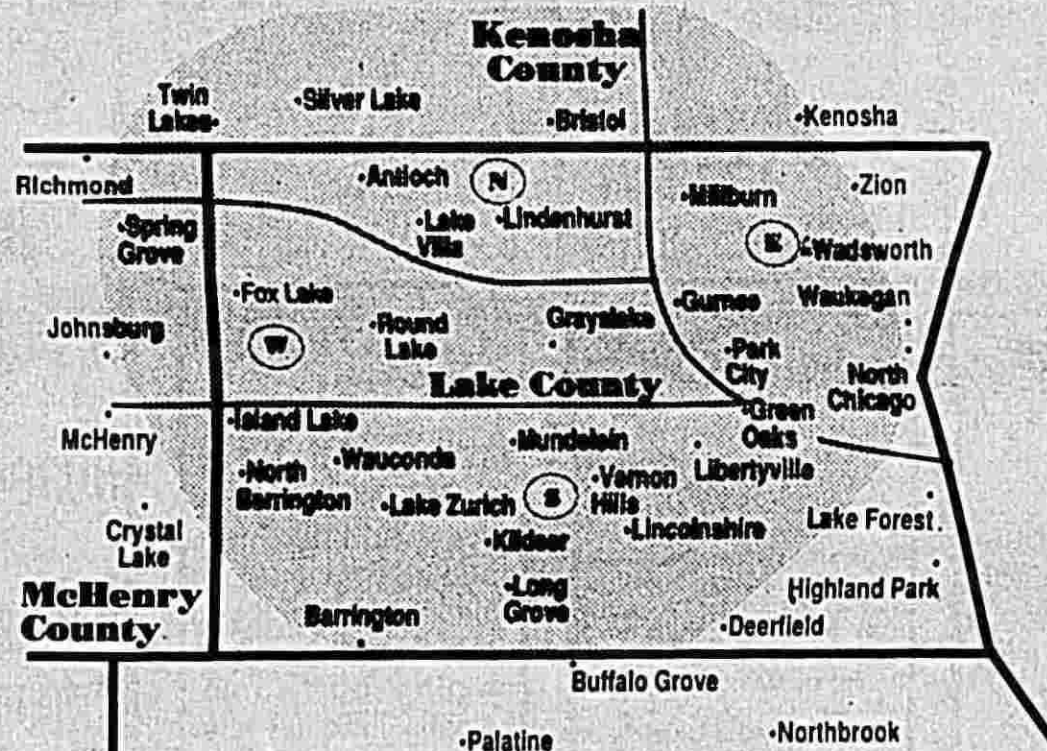 Kenosha
County
Twin
Lakes
Silver Lake
Bristol
Kenosha
Richmond
Antioch
N
Millburn
Zion
Spring
Grove
Lake
Villa
Lindenhurst
E
Wadsworth
Fox Lake
Gurnee
Waukegan
Johnsburg
W
Round
Lake
Grayslake
Park
City
North
Chicago
Lake County
McHenry
Island Lake
Mundelein
Green
Oaks
North
Barrington
Wauconda
Vernon
Hills
Libertyville
Lake Zurich
S
Lincolnshire
Lake Forest
Crystal
Lake
Kildeer
McHenry
County
Long
Grove
Highland Park
Barrington
Deerfield
Buffalo Grove
Palatine
Northbrook